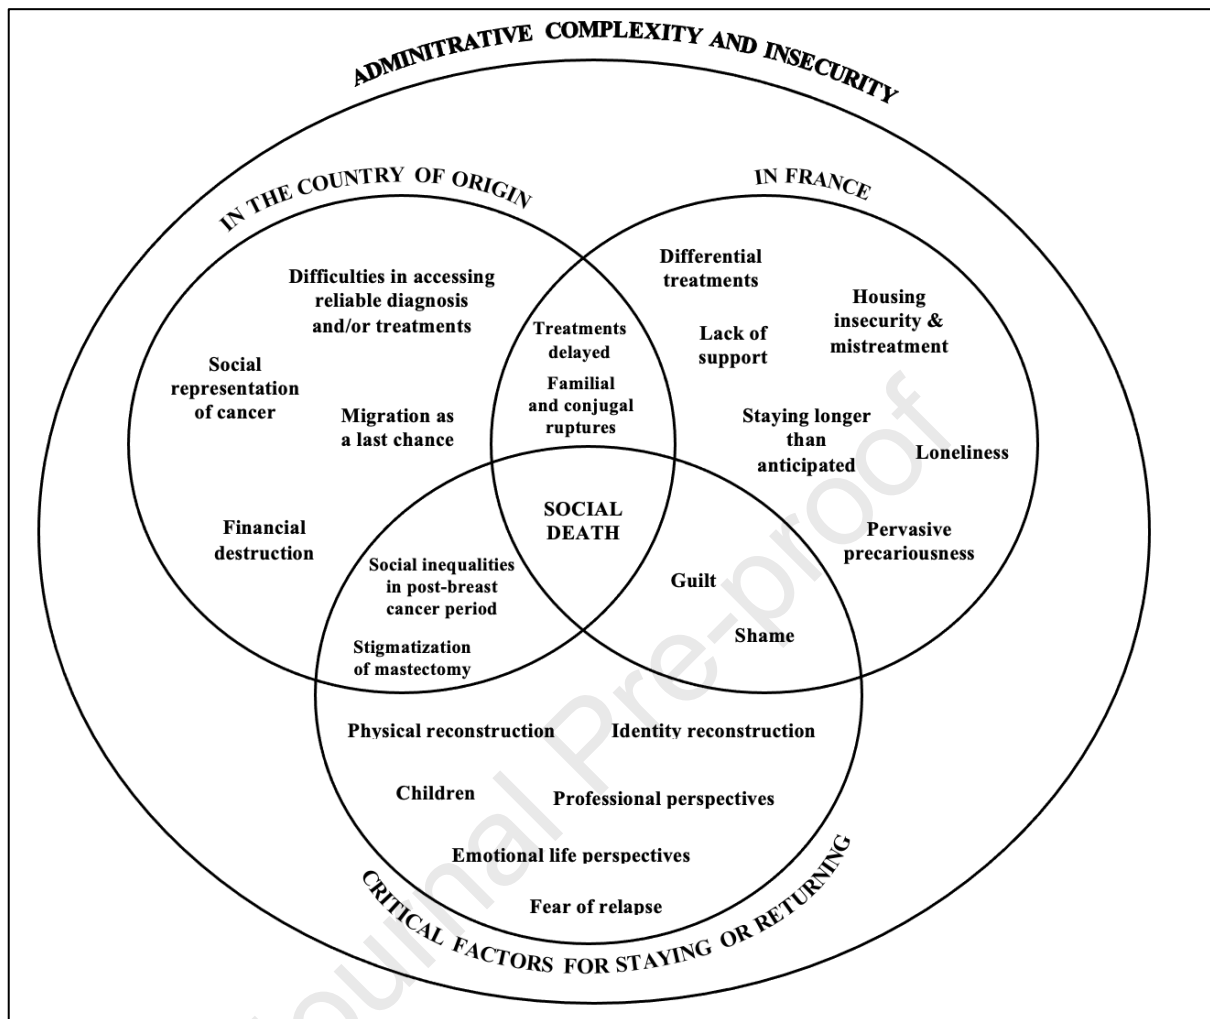 ADMINITRATIVE COMPLEXITY AND INSECURITY
IN THE COUNTRY OF ORIGIN
IN FRANCE
Difficulties in accessing
reliable diagnosis
and/or treatments
Social
representation
of cancer
Migration as
a last chance
Financial
destruction
Treatments
delayed
Familial
and conjugal
ruptures
Differential
treatments
Housing
insecurity &
mistreatment
Lack of
support
Staying longer
than
anticipated
Loneliness
Pervasive
precariousness
SOCIAL
DEATH
Social inequalities
in post-breast
cancer period
Stigmatization
of mastectomy
Guilt
Shame
Physical reconstruction
Identity reconstruction
Children
Professional perspectives
Emotional life perspectives
Fear of relapse
CRITICAL FACTORS FOR STAYING OR RETURNING
Journal Pre-proof